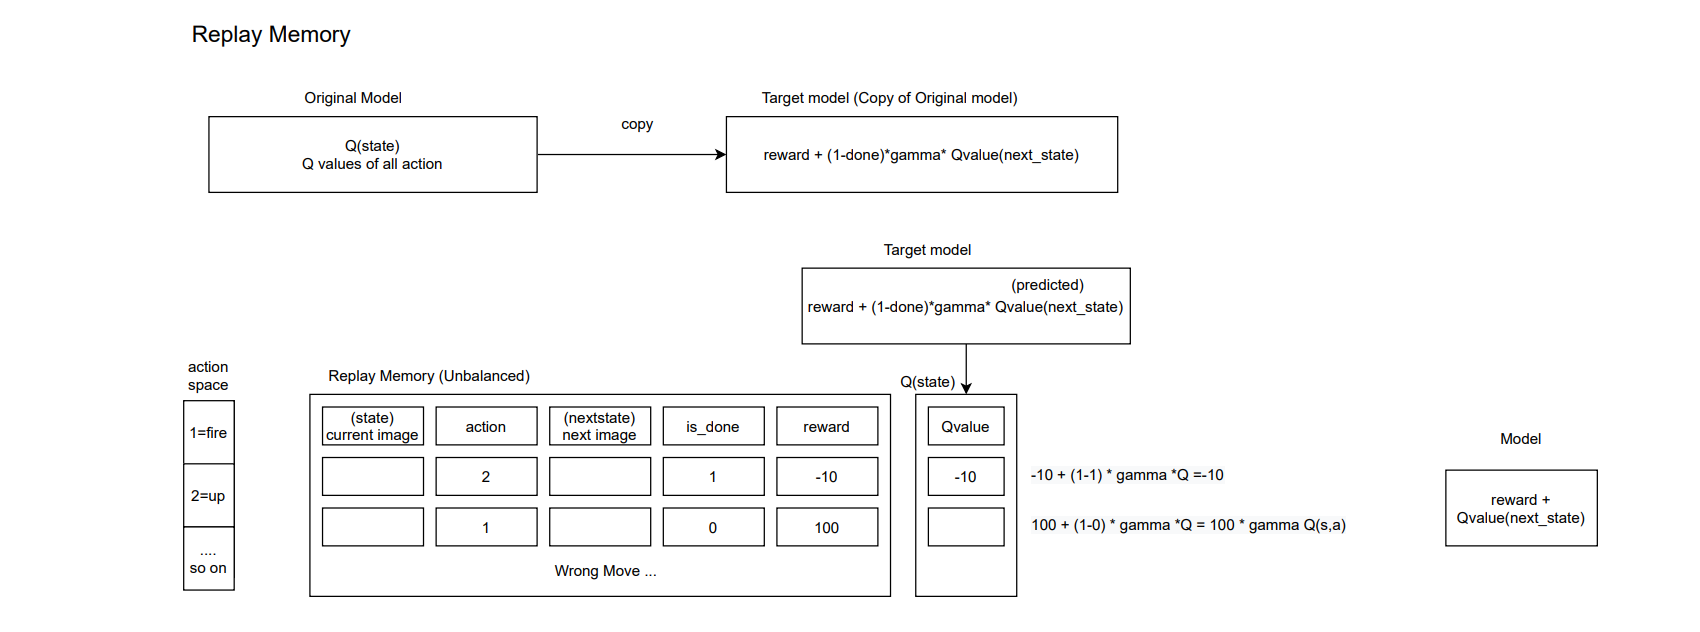 Replay Memory
Original Model
Q(state)
Q values of all action
copy
Target model (Copy of Original model)
reward + (1-done)*gamma* Qvalue(next_state)
Target model
(predicted)
reward + (1-done)*gamma* Qvalue(next_state)
action
space
1=fire
2=up
....
so on
Replay Memory (Unbalanced)
(state)
current image
action
(nextstate)
next image
is_done
reward
2
1
-10
1
0
100
Wrong Move ...
Q(state)
Qvalue
-10
-10 + (1-1) * gamma *Q =-10
100 + (1-0) * gamma *Q = 100 * gamma Q(s,a)
Model
reward +
Qvalue(next_state)